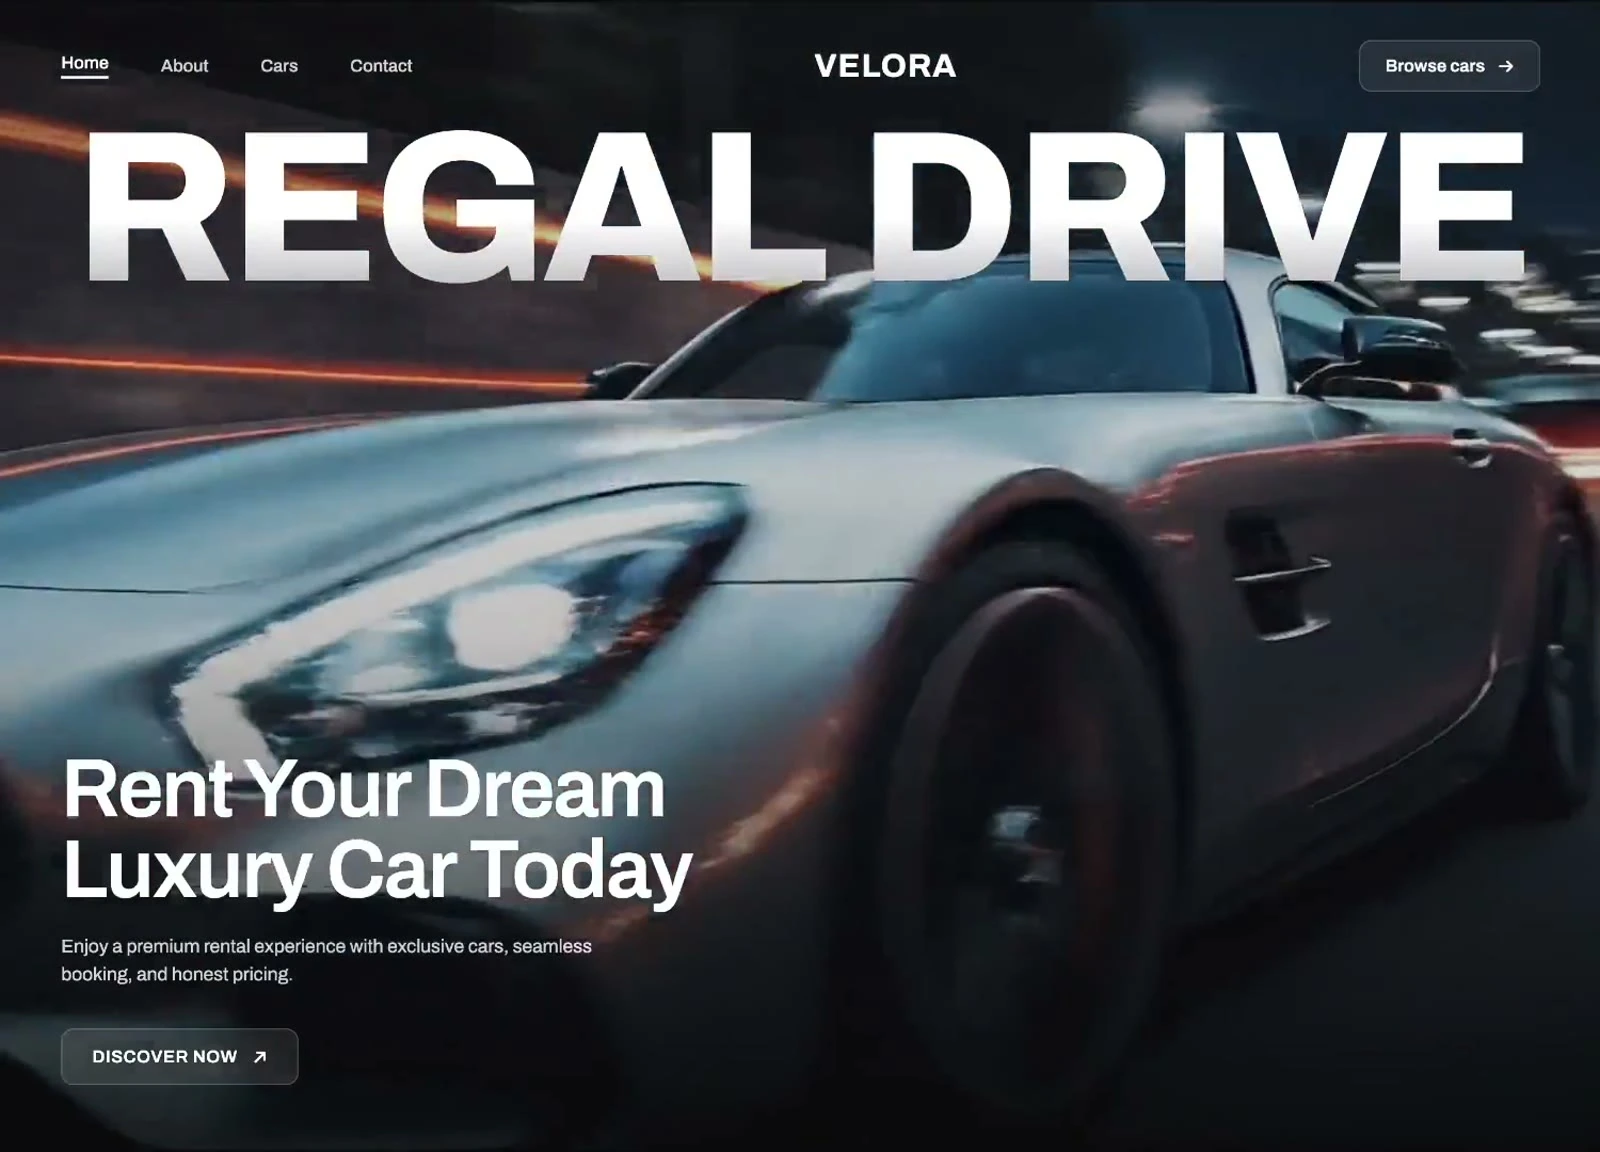 Home
About
Cars
Contact
VELORA
Browse cars →
REGAL DRIVE
Rent Your Dream
Luxury Car Today
Enjoy a premium rental experience with exclusive cars, seamless
booking, and honest pricing.
DISCOVER NOW ↗